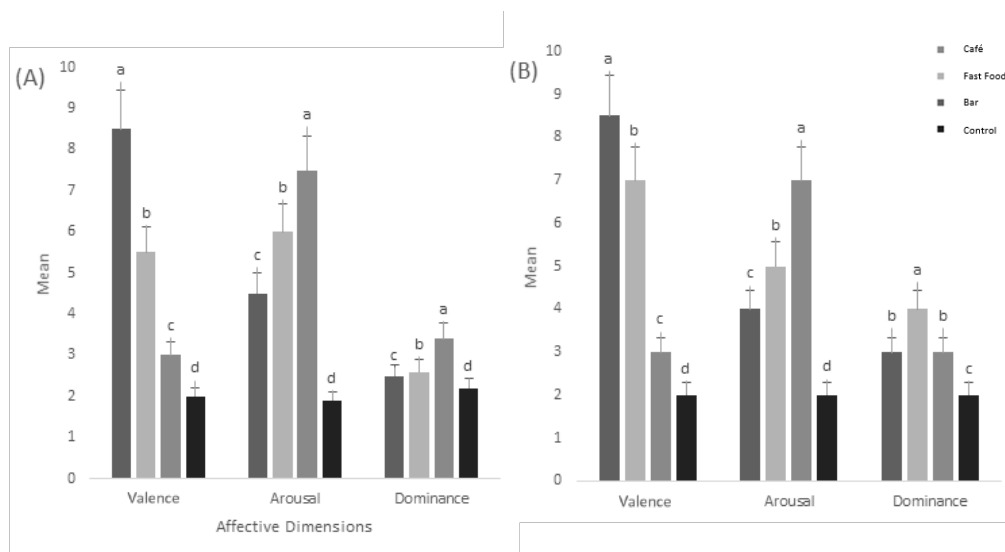 (A)
Mean
10
9
8
7
6
5
4
3
2
1
0
a
b
c
d
c
b
a
d
c
b
a
d
Valence
Arousal
Dominance
Affective Dimensions
(B)
Mean
10
9
8
7
6
5
4
3
2
1
0
a
b
c
d
c
b
a
d
b
a
b
c
Valence
Arousal
Dominance
Café
Fast Food
Bar
Control